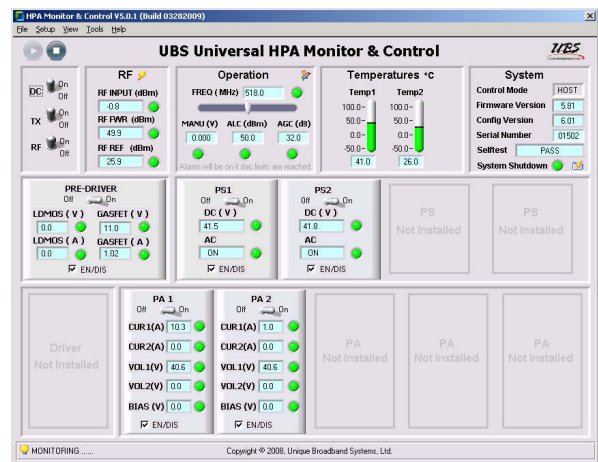 HPA Monitor & Control V5.0.1 (Build 03282009)
File Setup View Tools Help
UBS Universal HPA Monitor & Control
UBS
DC On Off
TX On Off
RF On Off
RF
RF INPUT (dBm)
-0.8
RF FWR (dBm)
49.9
RF REF (dBm)
25.9
Operation
FREQ ( MHz) 518.0
MANU (V) ALC (dBm) AGC (dB)
0.000 50.0 32.0
Alarms will be on if dac limits are reached.
Temperatures °C
Temp1 Temp2
100.0- 100.0-
50.0- 50.0-
0.0- 0.0-
-50.0- -50.0-
41.0 26.0
System
Control Mode HOST
Firmware Version 5.81
Config Version 6.01
Serial Number 01502
Selftest PASS
System Shutdown
PRE-DRIVER
Off On
LDMOS ( V ) GASFET ( V )
0.0 11.0
LDMOS ( A ) GASFET ( A )
0.0 1.02
EN/DIS
PS1
Off On
DC ( V )
41.5
AC
ON
EN/DIS
PS2
Off On
DC ( V )
41.8
AC
ON
EN/DIS
PS
Not Installed
PS
Not Installed
Driver
Not Installed
PA 1
Off On
CUR1(A) 10.3
CUR2(A) 0.0
VOL1(V) 40.6
VOL2(V) 0.0
BIAS (V) 0.0
EN/DIS
PA 2
Off On
CUR1(A) 1.0
CUR2(A) 0.0
VOL1(V) 40.6
VOL2(V) 0.0
BIAS (V) 0.0
EN/DIS
PA
Not Installed
PA
Not Installed
PA
Not Installed
MONITORING ......
Copyright © 2008, Unique Broadband Systems, Ltd.